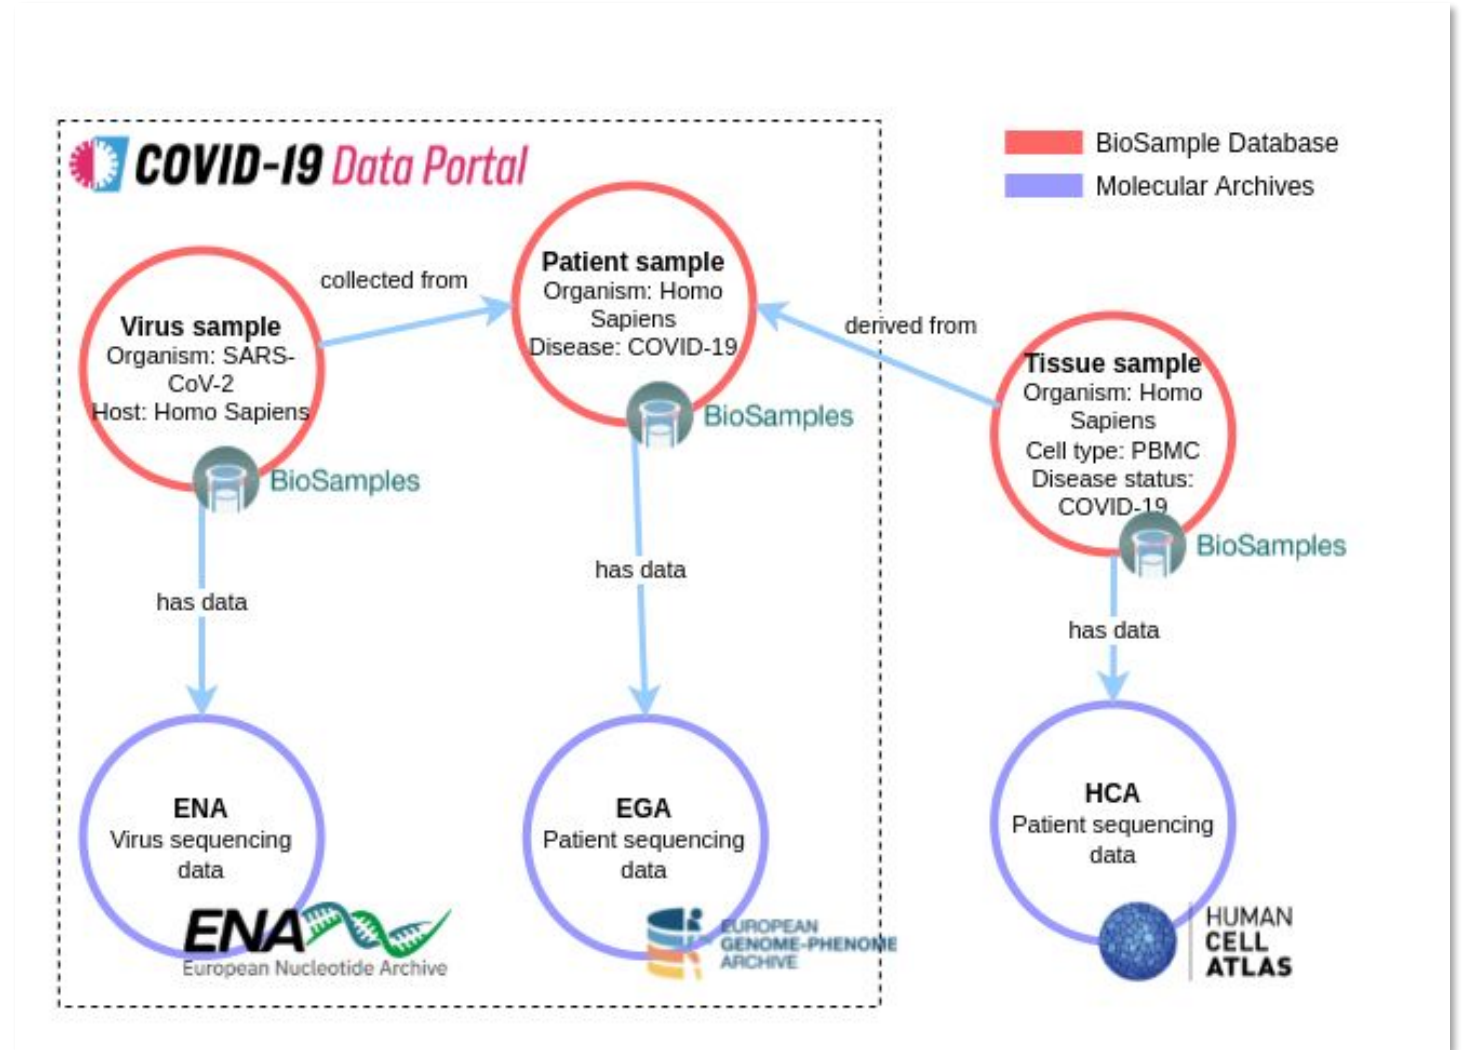 COVID-19 Data Portal
BioSample Database
Molecular Archives
collected from
Patient sample
Organism: Homo
Sapiens
Disease: COVID-19
BioSamples
Virus sample
Organism: SARS-
CoV-2
Host: Homo Sapiens
BioSamples
derived from
Tissue sample
Organism: Homo
Sapiens
Cell type: PBMC
Disease status:
COVID-19
BioSamples
has data
has data
has data
ENA
Virus sequencing
data
ENA
European Nucleotide Archive
EGA
Patient sequencing
data
EUROPEAN
GENOME-PHENOME
ARCHIVE
HCA
Patient sequencing
data
HUMAN
CELL
ATLAS